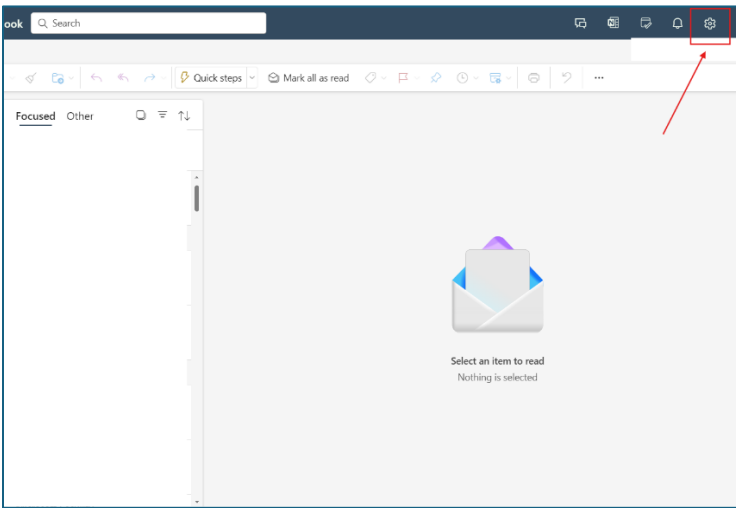 ook Search
Quick steps Mark all as read ...
Focused Other
Select an item to read
Nothing is selected